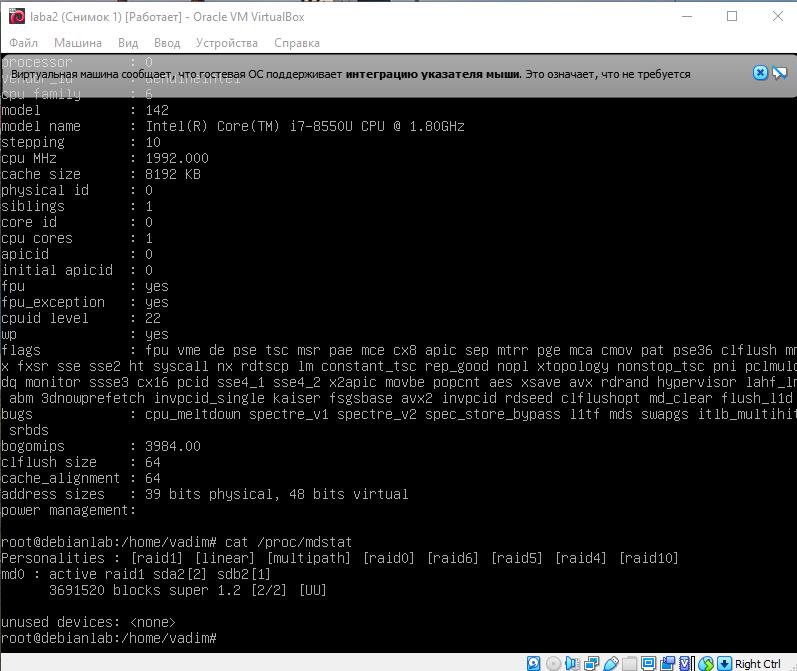 laba2 (Снимок 1) [Работает] - Oracle VM VirtualBox
Файл Машина Вид Ввод Устройства Справка
processor : 0
Виртуальная машина сообщает, что гостевая ОС поддерживает интеграцию указателя мыши. Это означает, что не требуется
vendor_id : GenuineIntel
cpu family : 6
model : 142
model name : Intel(R) Core(TM) i7-8550U CPU @ 1.80GHz
stepping : 10
cpu MHz : 1992.000
cache size : 8192 KB
physical id : 0
siblings : 1
core id : 0
cpu cores : 1
apicid : 0
initial apicid : 0
fpu : yes
fpu_exception : yes
cpuid level : 22
wp : yes
flags : fpu vme de pse tsc msr pae mce cx8 apic sep mtrr pge mca cmov pat pse36 clflush mm
x fxsr sse sse2 ht syscall nx rdtscp lm constant_tsc rep_good nopl xtopology nonstop_tsc pni pclmulq
dq monitor ssse3 cx16 pcid sse4_1 sse4_2 x2apic movbe popcnt aes xsave avx rdrand hypervisor lahf_lm
abm 3dnowprefetch invpcid_single kaiser fsgsbase avx2 invpcid rdseed clflushopt md_clear flush_l1d
bugs : cpu_meltdown spectre_v1 spectre_v2 spec_store_bypass l1tf mds swapgs itlb_multihit
srbds
bogomips : 3984.00
clflush size : 64
cache_alignment : 64
address sizes : 39 bits physical, 48 bits virtual
power management:
root@debianlab:/home/vadim# cat /proc/mdstat
Personalities : [raid1] [linear] [multipath] [raid0] [raid6] [raid5] [raid4] [raid10]
md0 : active raid1 sda2[2] sdb2[1]
3691520 blocks super 1.2 [2/2] [UU]
unused devices: <none>
root@debianlab:/home/vadim#
Right Ctrl